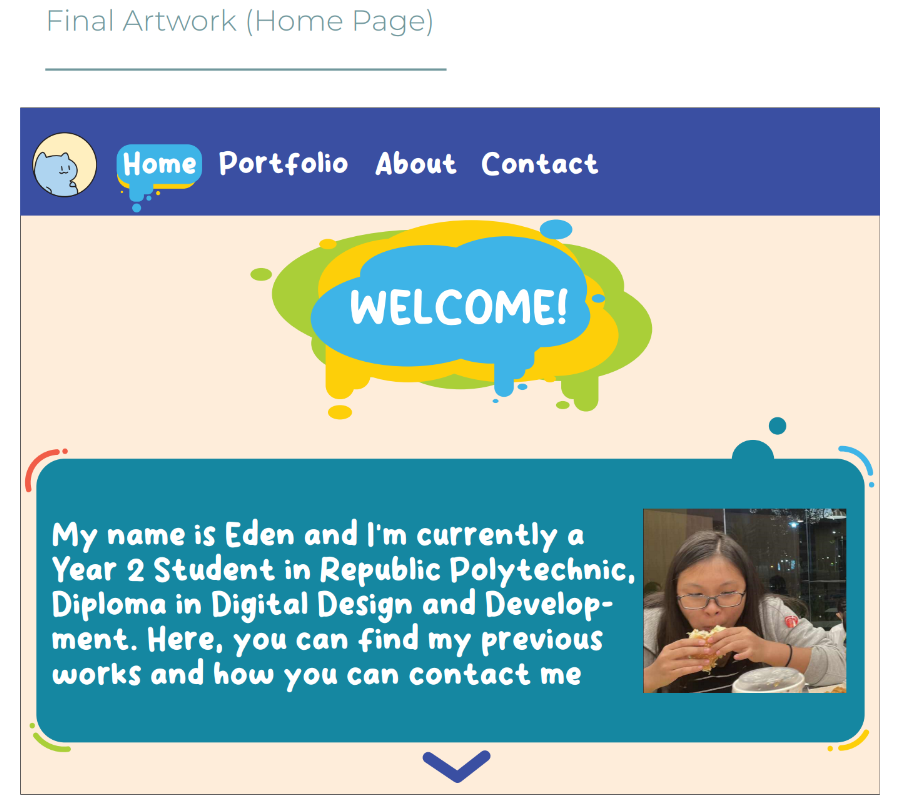 Final Artwork (Home Page)
Home Portfolio About Contact
WELCOME!
My name is Eden and I'm currently a
Year 2 Student in Republic Polytechnic,
Diploma in Digital Design and Develop-
ment. Here, you can find my previous
works and how you can contact me